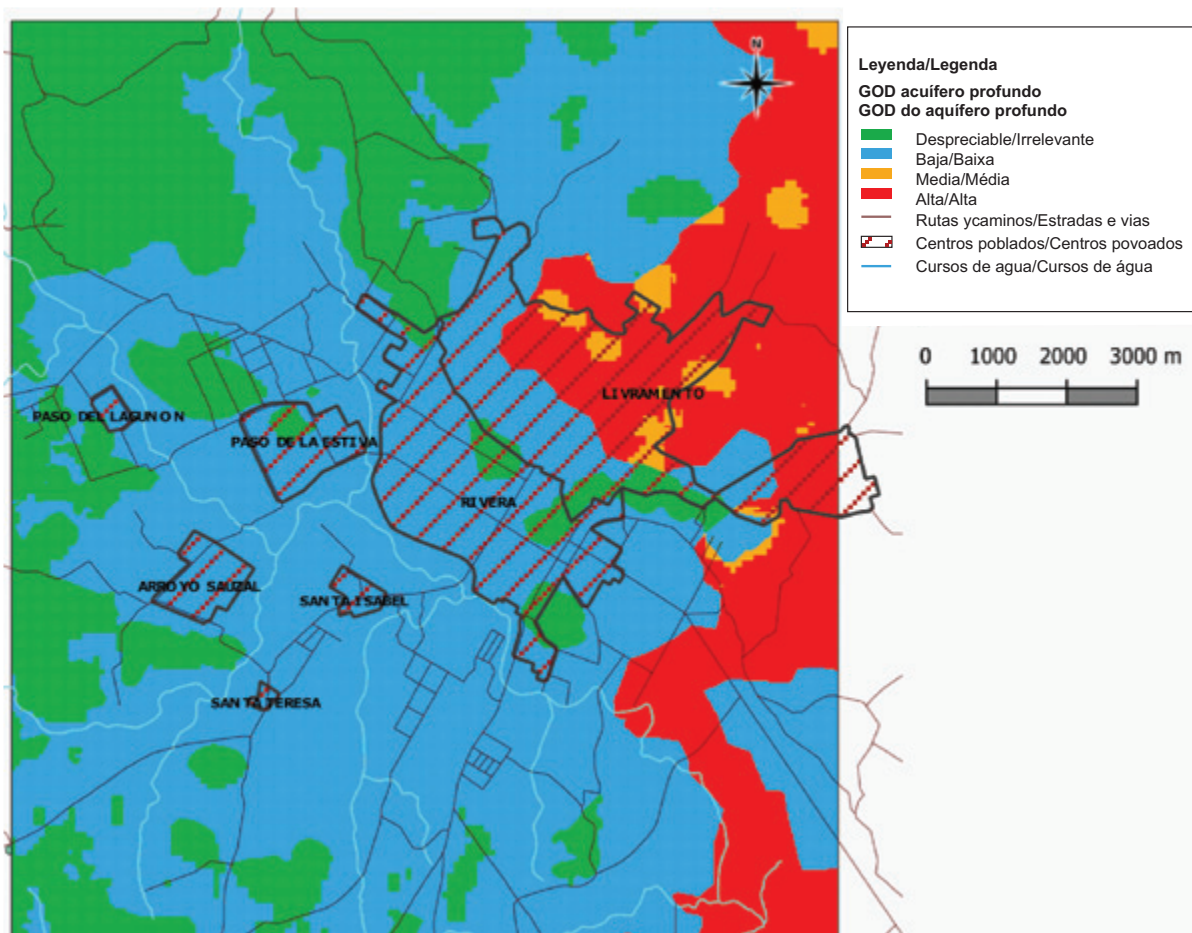 N
Leyenda/Legenda
GOD acuífero profundo
GOD do aquífero profundo
Despreciable/Irrelevante
Baja/Baixa
Media/Média
Alta/Alta
Rutas ycaminos/Estradas e vias
Centros poblados/Centros povoados
Cursos de agua/Cursos de água
0 1000 2000 3000 m
LIVRAMENTO
PASO DEL LAGUNON
PASO DE LA ESTIVA
RIVERA
ARROYO SAUZAL
SANTA ISABEL
SANTA TERESA